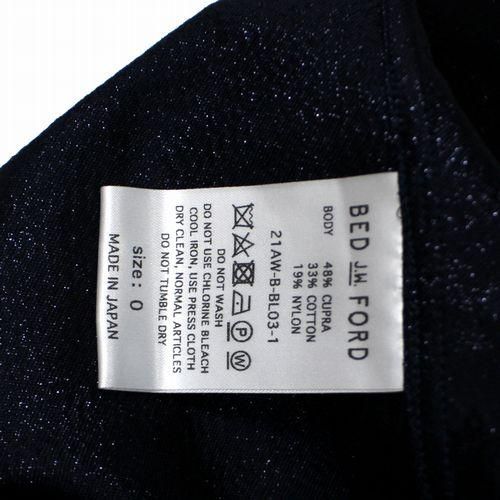 BED J.W. FORD
BODY 48% CUPRA
33% COTTON
19% NYLON
21AW-B-BL03-1
P W
DO NOT WASH
DO NOT USE CHLORINE BLEACH
COOL IRON, USE PRESS CLOTH
DRY CLEAN, NORMAL ARTICLES
DO NOT TUMBLE DRY
size: 0
MADE IN JAPAN